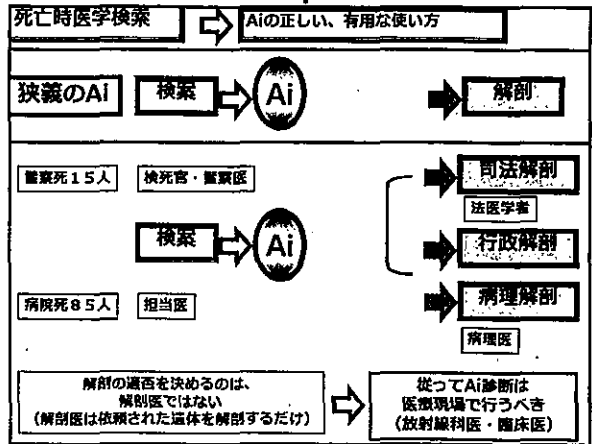 死亡時医学検索
Aiの正しい、有用な使い方
狭義のAi
検案
Ai
解剖
警察死15人
検死官・警察医
司法解剖
法医学者
検案
Ai
行政解剖
病院死85人
担当医
病理解剖
病理医
解剖の適否を決めるのは、
解剖医ではない
(解剖医は依頼された遺体を解剖するだけ)
従ってAi診断は
医療現場で行うべき
(放射線科医・臨床医)